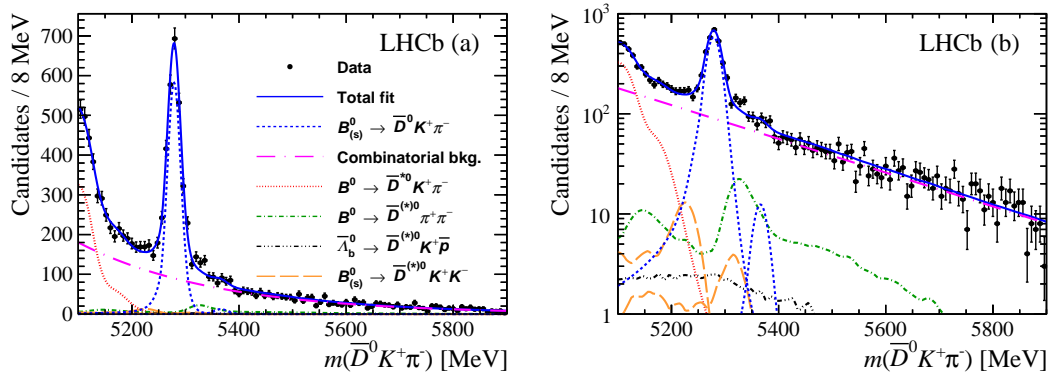 LHCb (a)
Candidates / 8 MeV
700
600
500
400
300
200
100
0
Data
Total fit
B⁰₍ₛ₎ → D̅⁰K⁺π⁻
Combinatorial bkg.
B⁰ → D̅*⁰K⁺π⁻
B⁰ → D̅⁽*⁾⁰π⁺π⁻
Λ̅⁰_b → D̅⁽*⁾⁰K⁺p̅
B⁰₍ₛ₎ → D̅⁽*⁾⁰K⁺K⁻
5200 5400 5600 5800
m(D̅⁰K⁺π⁻) [MeV]
LHCb (b)
Candidates / 8 MeV
10³
10²
10
1
5200 5400 5600 5800
m(D̅⁰K⁺π⁻) [MeV]